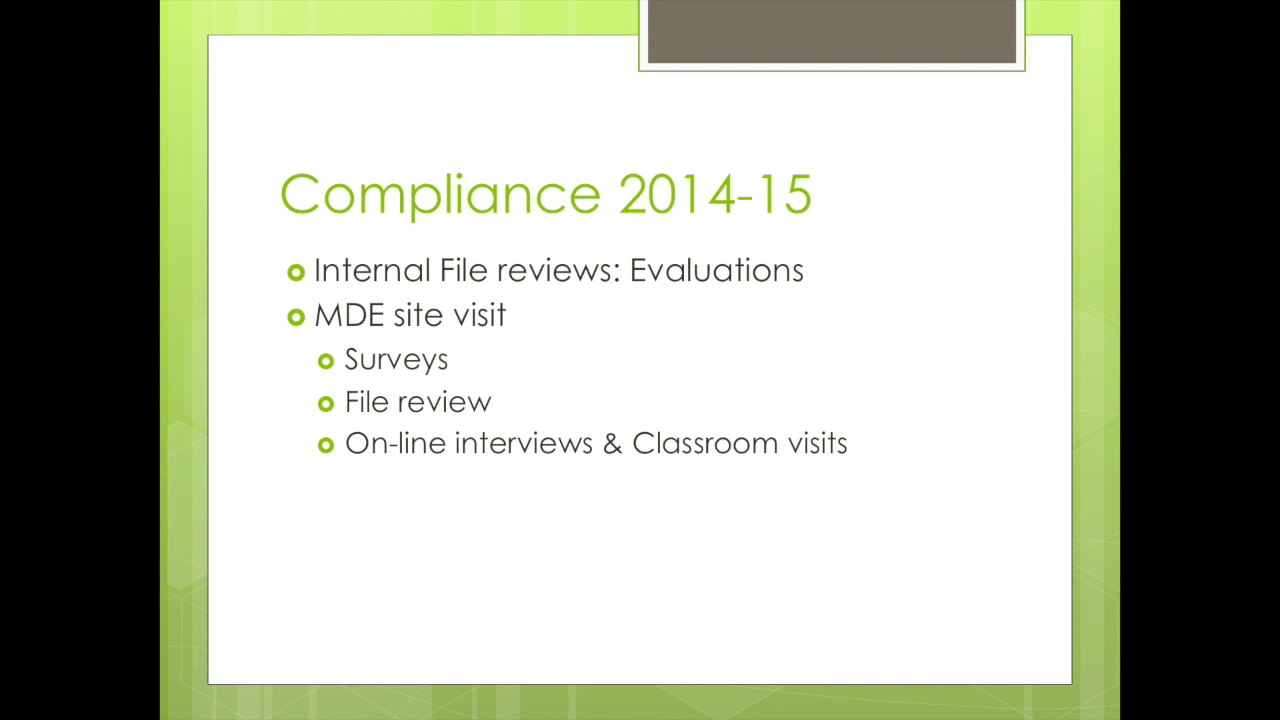 Compliance 2014-15
Internal File reviews: Evaluations
MDE site visit
Surveys
File review
On-line interviews & Classroom visits